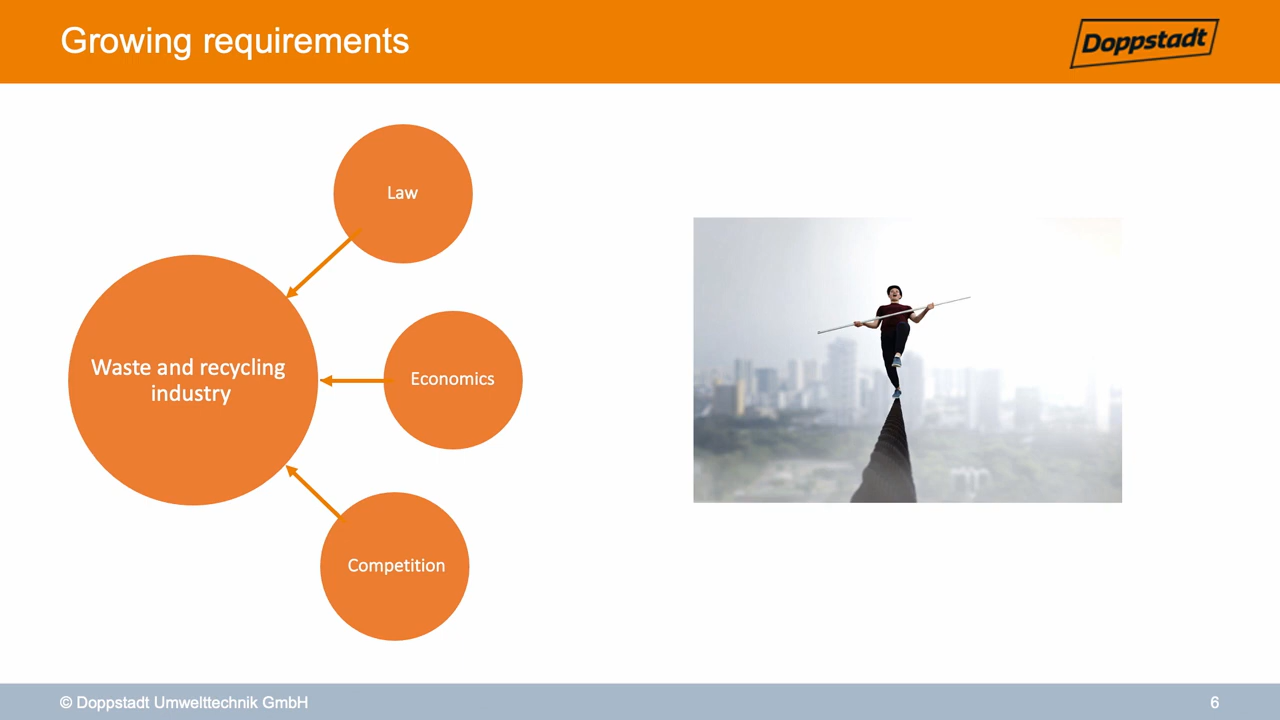 Growing requirements
Doppstadt
Law
Waste and recycling
industry
Economics
Competition
© Doppstadt Umwelttechnik GmbH
6